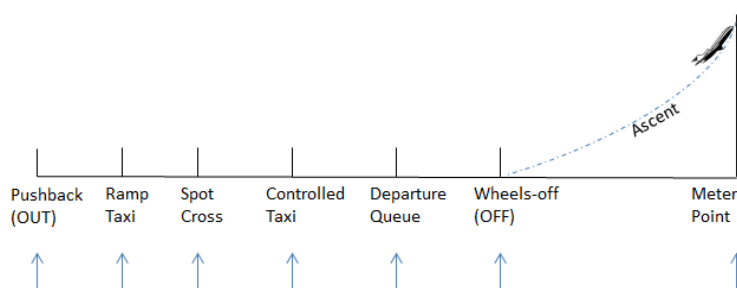 Ascent
Pushback
(OUT)
Ramp
Taxi
Spot
Cross
Controlled
Taxi
Departure
Queue
Wheels-off
(OFF)
Meter
Point